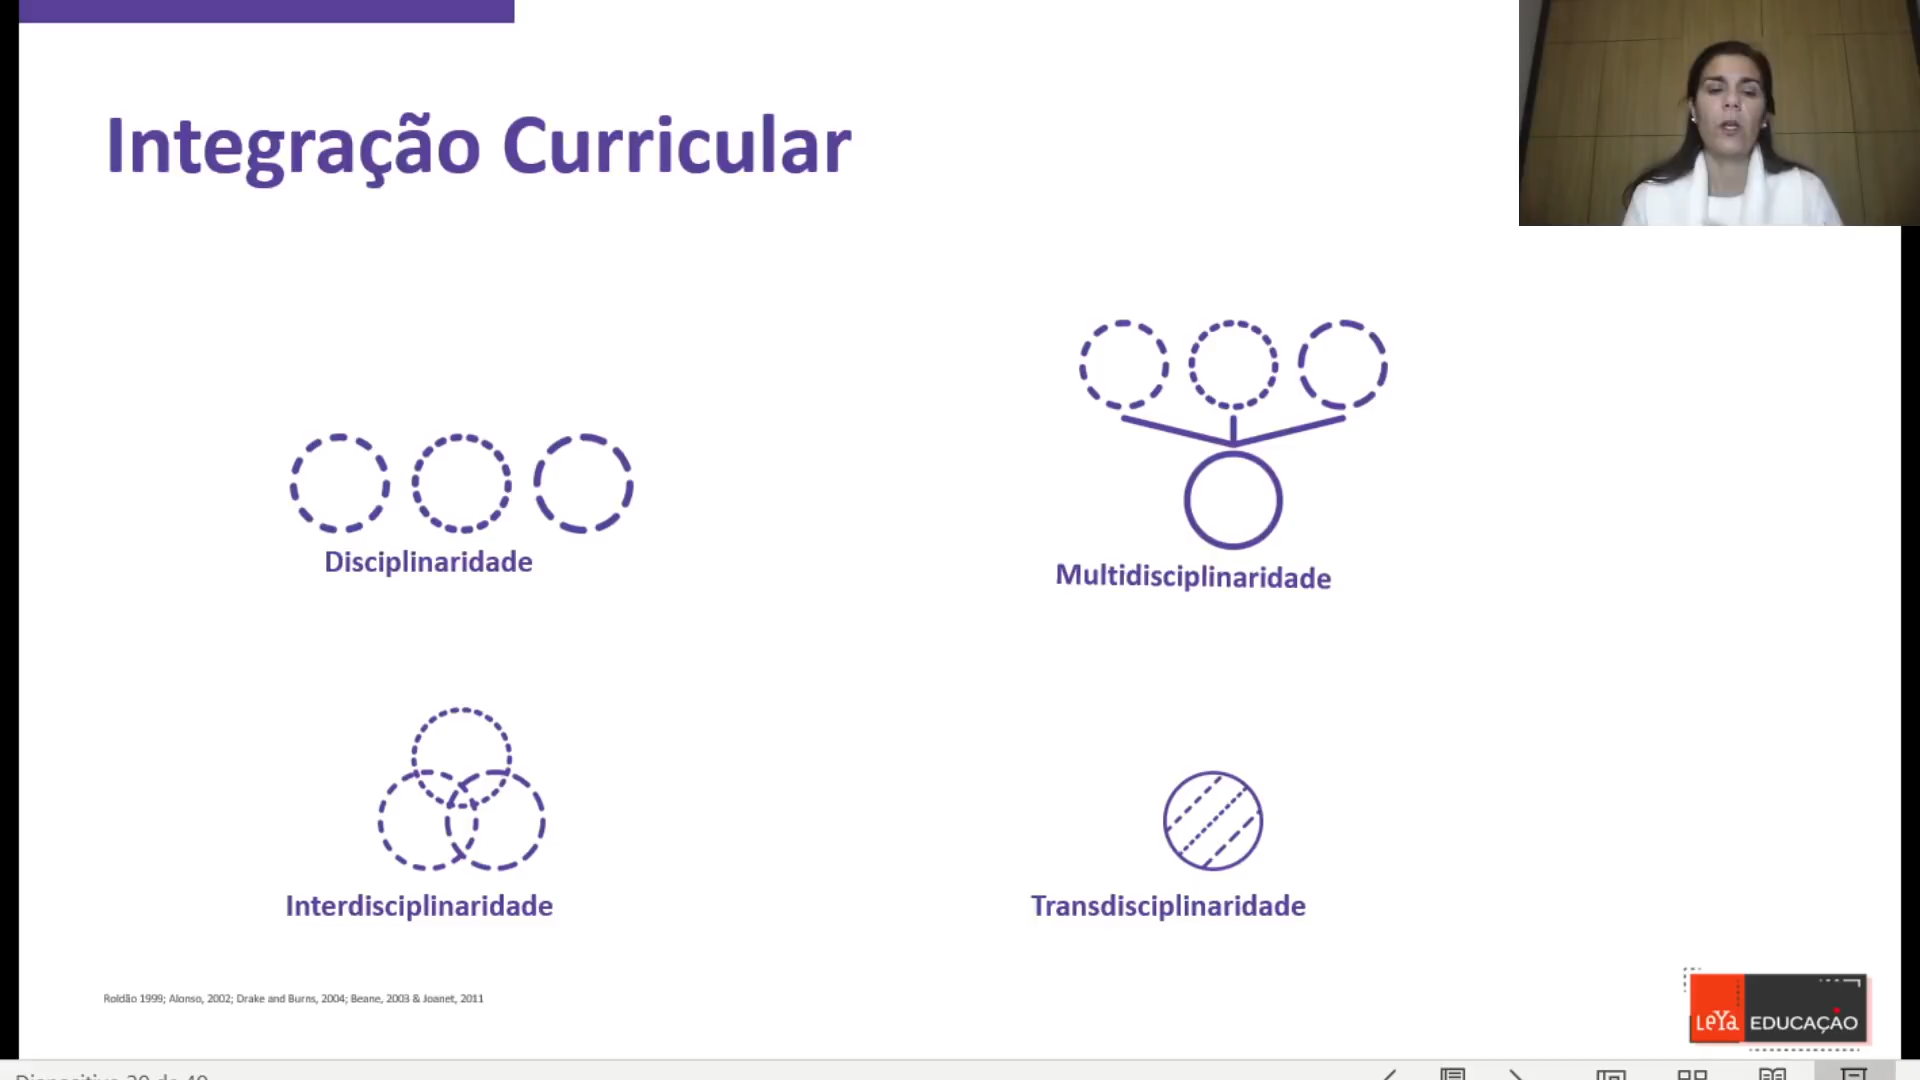 Integração Curricular
Disciplinaridade
Multidisciplinaridade
Interdisciplinaridade
Transdisciplinaridade
Roldão 1999; Alonso, 2002; Drake and Burns, 2004; Beane, 2003 & Joanet, 2011
LeYa EDUCAÇÃO